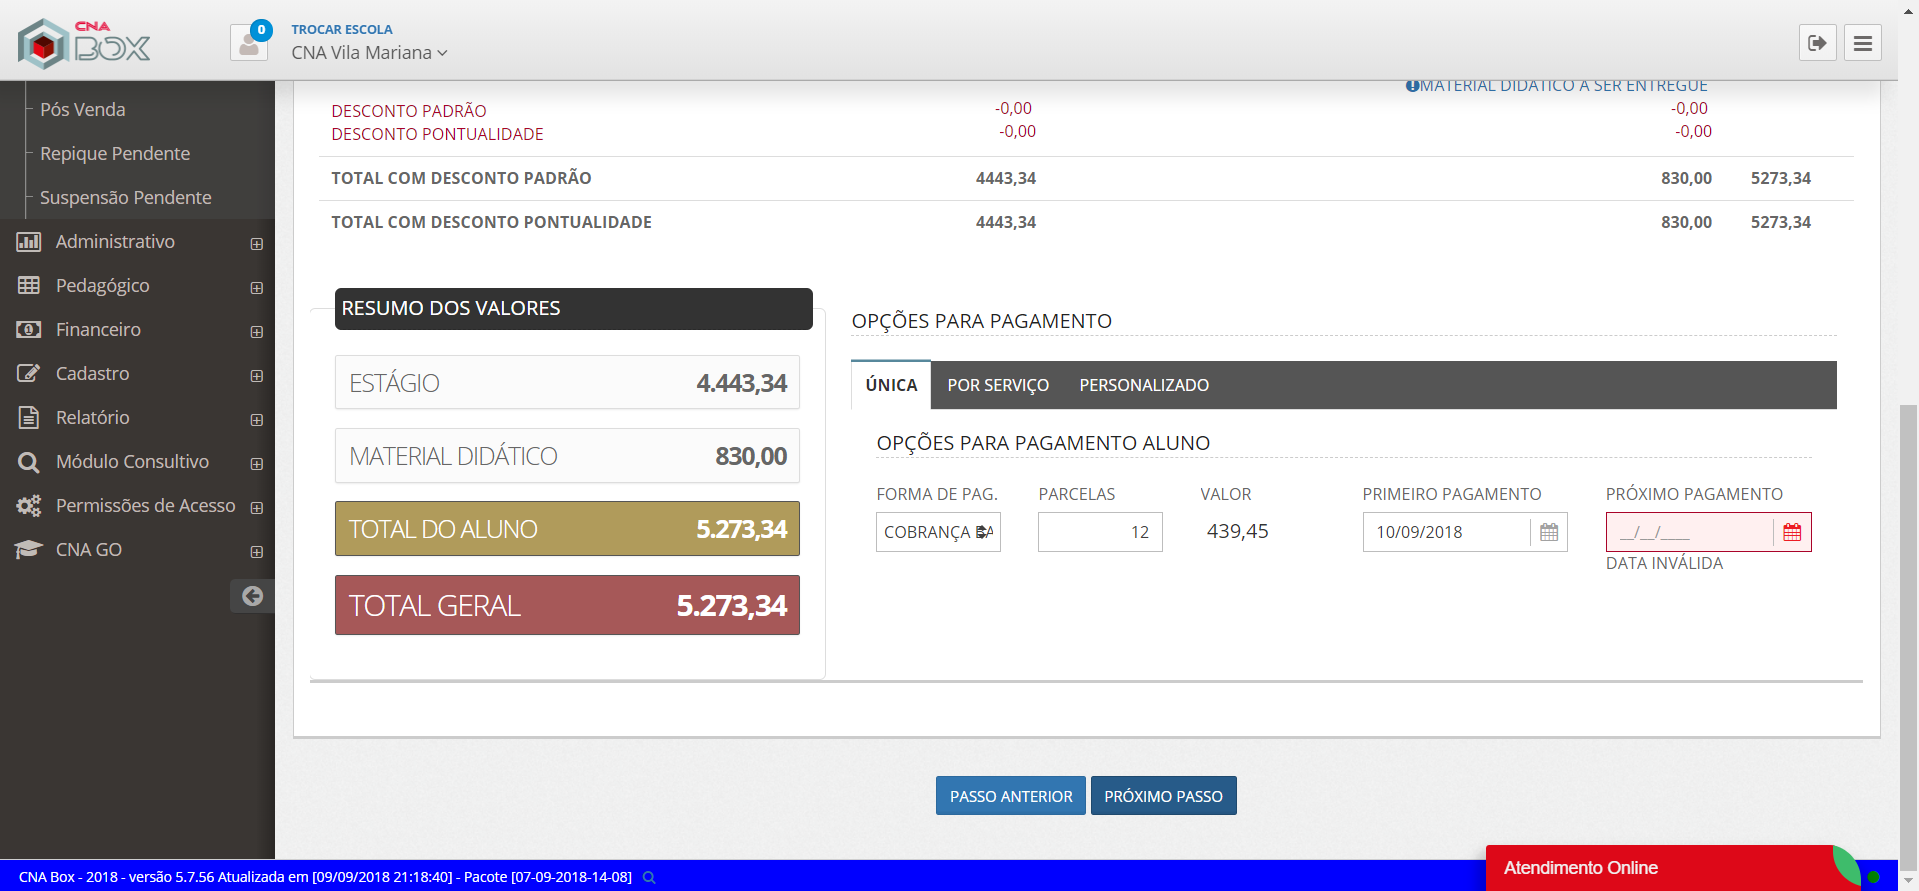 CNA
BOX
0
TROCAR ESCOLA
CNA Vila Mariana
Pós Venda
Repique Pendente
Suspensão Pendente
Administrativo
Pedagógico
Financeiro
Cadastro
Relatório
Módulo Consultivo
Permissões de Acesso
CNA GO
MATERIAL DIDÁTICO A SER ENTREGUE
DESCONTO PADRÃO -0,00 -0,00
DESCONTO PONTUALIDADE -0,00 -0,00
TOTAL COM DESCONTO PADRÃO 4443,34 830,00 5273,34
TOTAL COM DESCONTO PONTUALIDADE 4443,34 830,00 5273,34
RESUMO DOS VALORES
ESTÁGIO 4.443,34
MATERIAL DIDÁTICO 830,00
TOTAL DO ALUNO 5.273,34
TOTAL GERAL 5.273,34
OPÇÕES PARA PAGAMENTO
ÚNICA POR SERVIÇO PERSONALIZADO
OPÇÕES PARA PAGAMENTO ALUNO
FORMA DE PAG. PARCELAS VALOR PRIMEIRO PAGAMENTO PRÓXIMO PAGAMENTO
COBRANÇA BA 12 439,45 10/09/2018 __/__/____
DATA INVÁLIDA
PASSO ANTERIOR PRÓXIMO PASSO
CNA Box - 2018 - versão 5.7.56 Atualizada em [09/09/2018 21:18:40] - Pacote [07-09-2018-14-08]
Atendimento Online